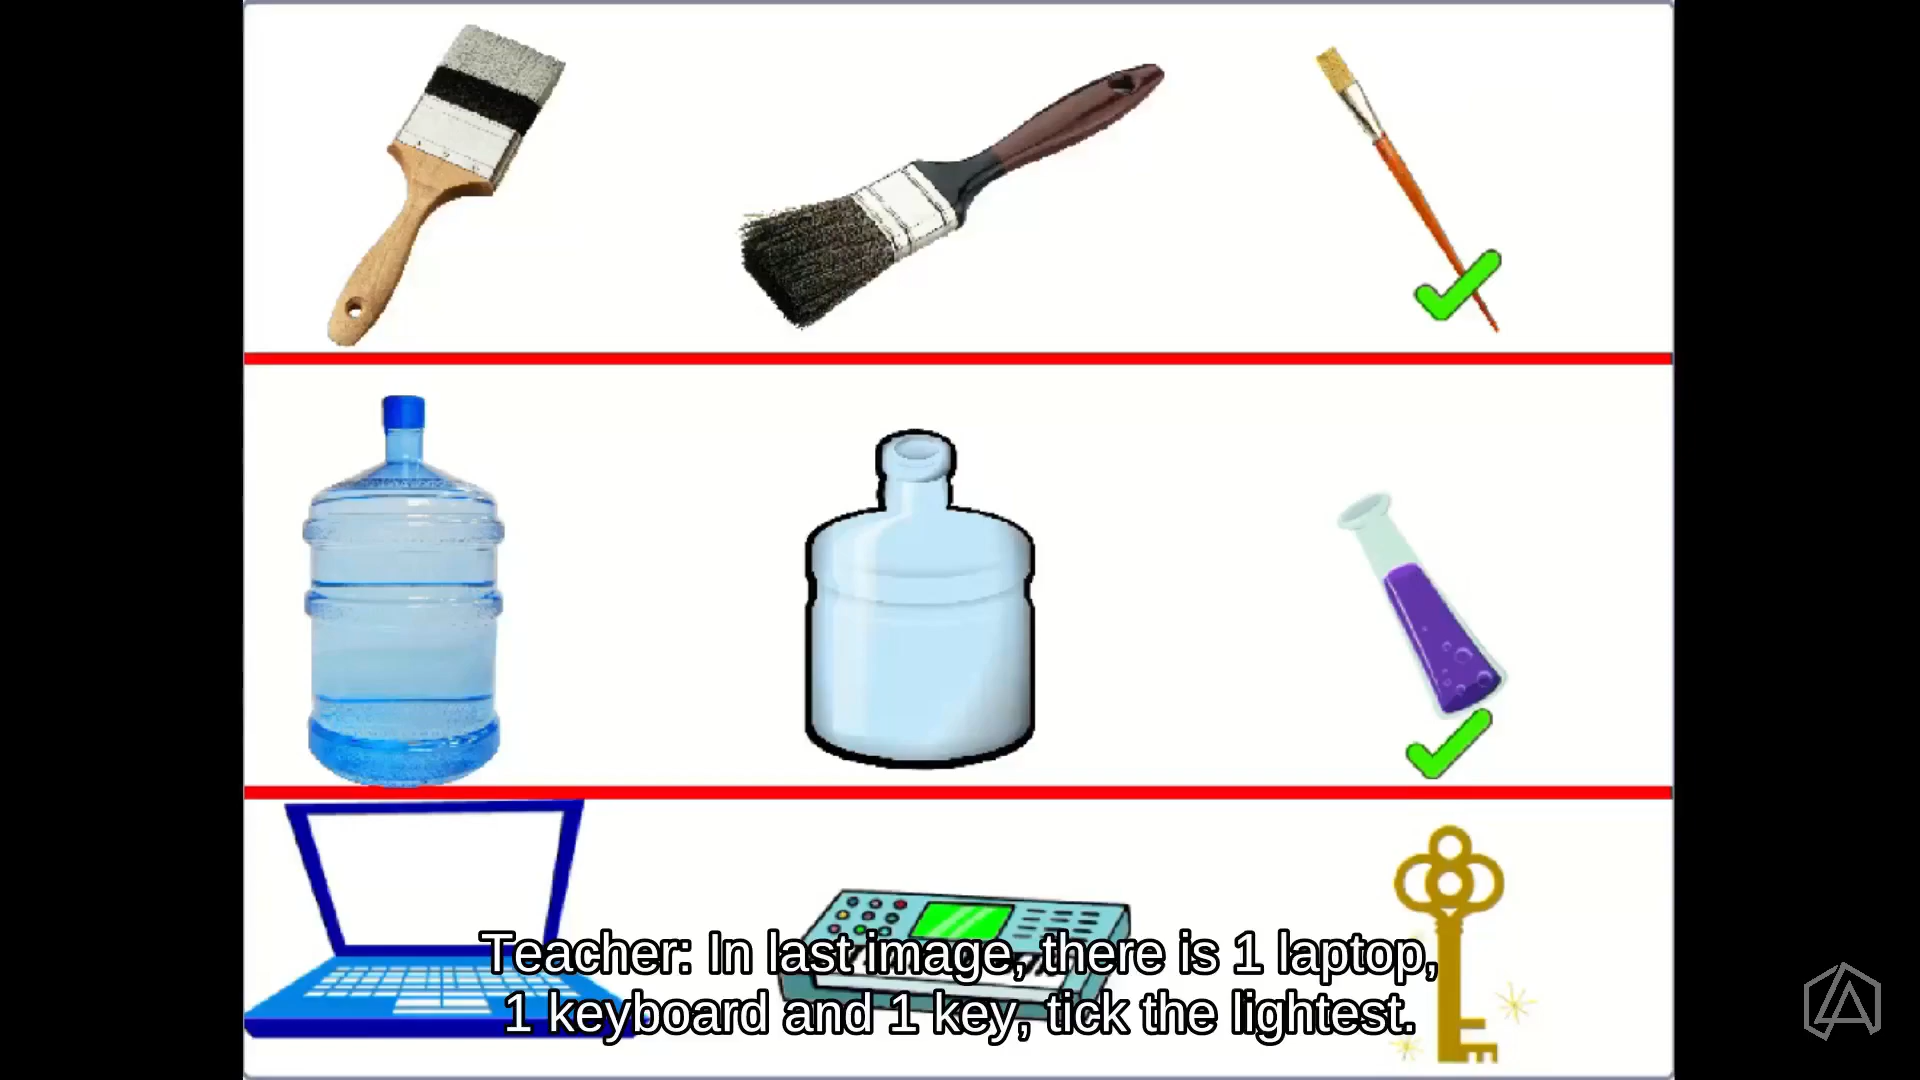 Teacher: In last image, there is 1 laptop,
1 keyboard and 1 key, tick the lightest.